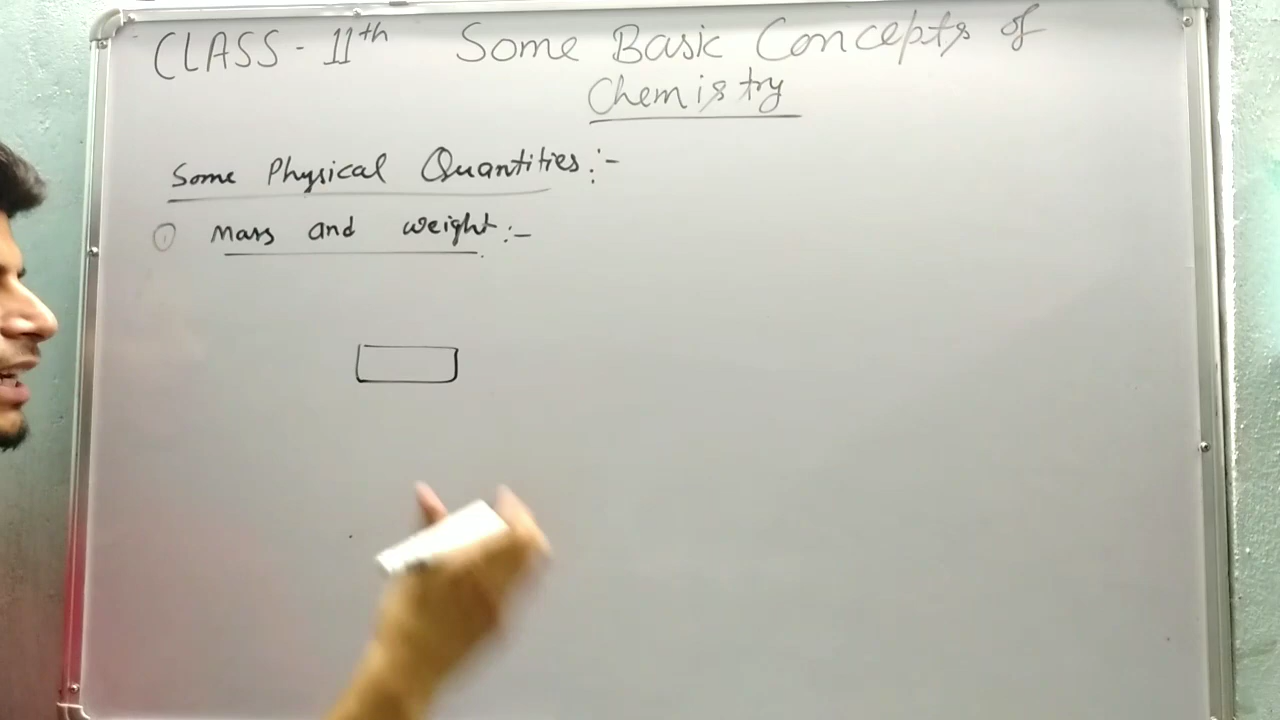 CLASS - 11th Some Basic Concepts of
Chemistry
Some Physical Quantities :-
① Mass and weight :-